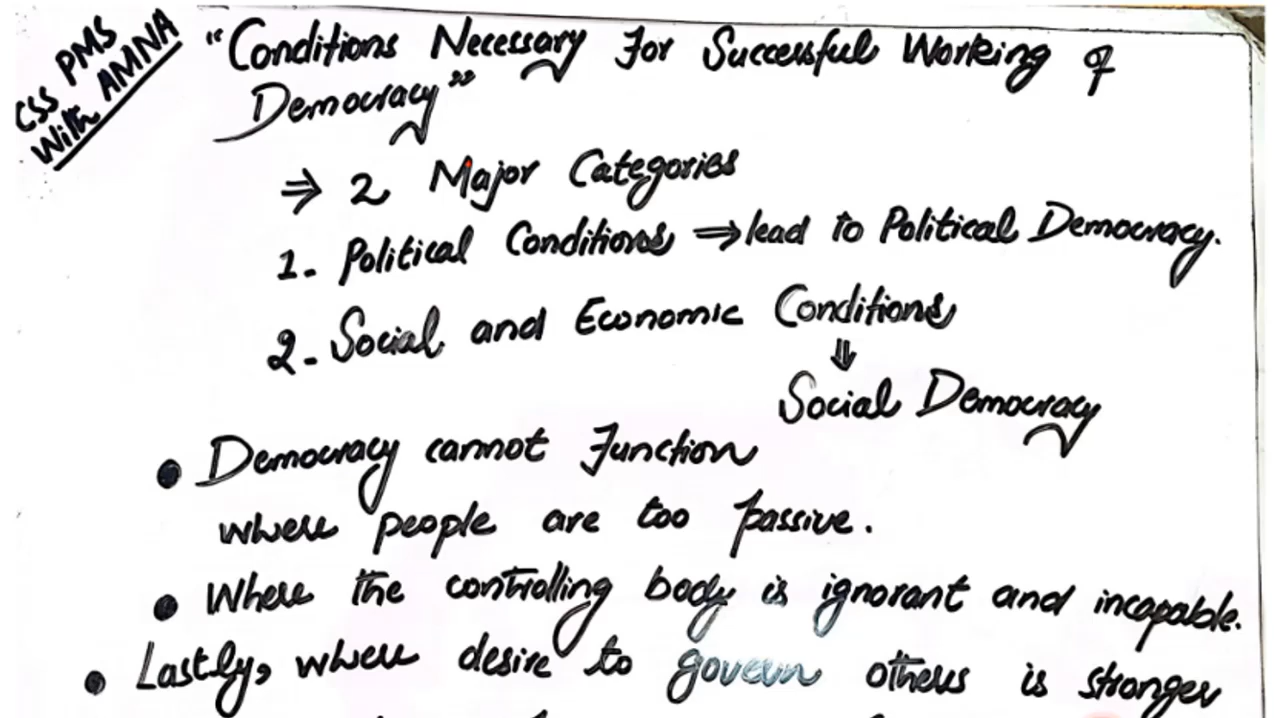 CSS PMS
With AMNA
"Conditions Necessary For Successful Working of
Democracy"
⇒ 2 Major Categories
1- Political Conditions ⇒ lead to Political Democracy.
2- Social and Economic Conditions
⇓
Social Democracy
• Democracy cannot Function
where people are too passive.
• Where the controlling body is ignorant and incapable.
• Lastly, where desire to govern others is stronger